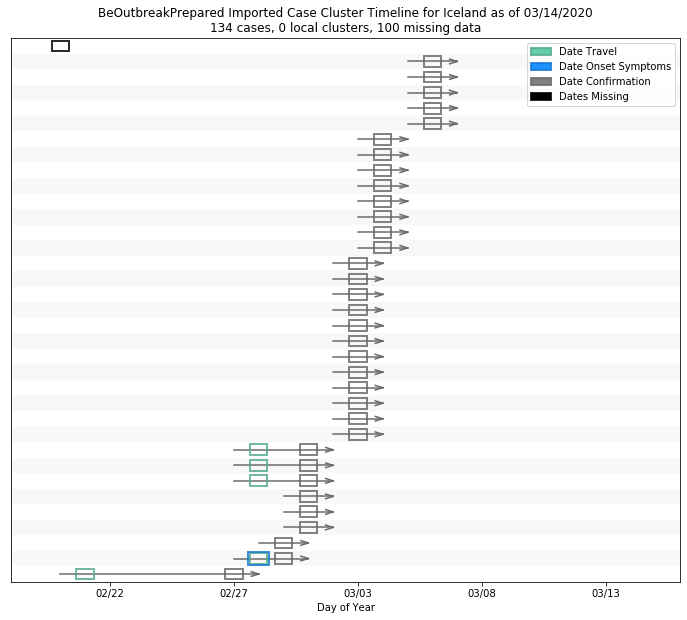 BeOutbreakPrepared Imported Case Cluster Timeline for Iceland as of 03/14/2020
134 cases, 0 local clusters, 100 missing data
Date Travel
Date Onset Symptoms
Date Confirmation
Dates Missing
02/22 02/27 03/03 03/08 03/13
Day of Year